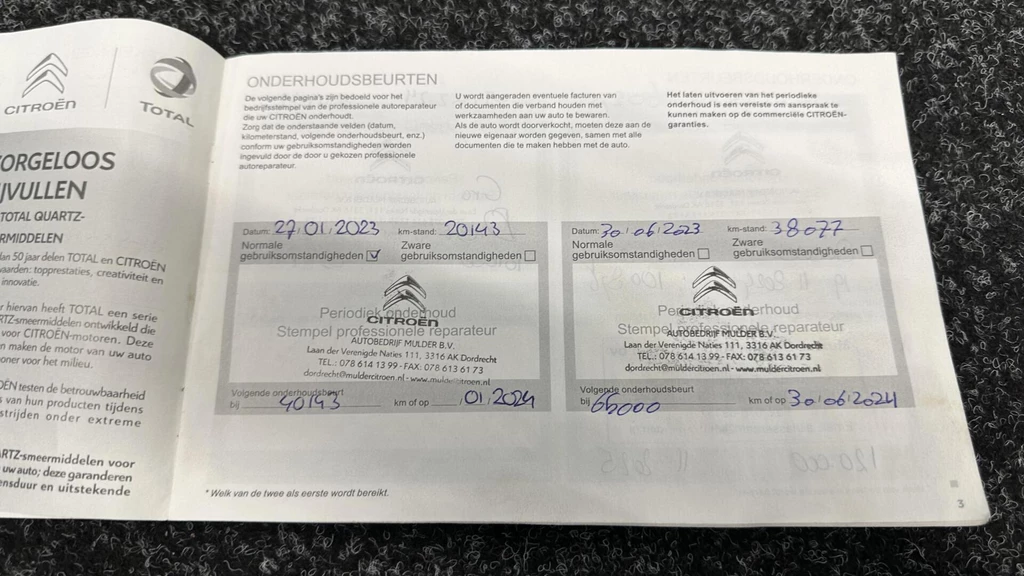 CITROËN
TOTAL
ORGELOOS
JVULLEN
TOTAL QUARTZ-
RMIDDELEN
dan 50 jaar delen TOTAL en CITROËN
aarden: topprestaties, creativiteit en
innovatie.
r hiervan heeft TOTAL een serie
RTZ-smeermiddelen ontwikkeld die
voor CITROËN-motoren. Deze
n maken de motor van uw auto
oner voor het milieu.
ËN testen de betrouwbaarheid
s van hun producten tijdens
strijden onder extreme
ARTZ-smeermiddelen voor
uw auto; deze garanderen
ensduur en uitstekende
ONDERHOUDSBEURTEN
De volgende pagina's zijn bedoeld voor het
bedrijfsstempel van de professionele autoreparateur
die uw CITROËN onderhoudt.
Zorg dat de onderstaande velden (datum,
kilometerstand, volgende onderhoudsbeurt, enz.)
conform uw gebruiksomstandigheden worden
ingevuld door de door u gekozen professionele
autoreparateur.
U wordt aangeraden eventuele facturen van
of documenten die verband houden met
werkzaamheden aan uw auto te bewaren.
Als de auto wordt doorverkocht, moeten deze aan de
nieuwe eigenaar worden gegeven, samen met alle
documenten die te maken hebben met de auto.
Het laten uitvoeren van het periodieke
onderhoud is een vereiste om aanspraak te
kunnen maken op de commerciële CITROËN-
garanties.
Datum: 27/01/2023 km-stand: 20143
Normale gebruiksomstandigheden
Zware gebruiksomstandigheden
Periodiek onderhoud
CITROËN
Stempel professionele reparateur
AUTOBEDRIJF MULDER B.V.
Laan der Verenigde Naties 111, 3316 AK Dordrecht
TEL.: 078 614 13 99 - FAX: 078 613 61 73
dordrecht@muldercitroen.nl - www.muldercitroen.nl
Volgende onderhoudsbeurt
bij 40143 km of op /01/2024
Datum: 30/06/2023 km-stand: 38077
Normale gebruiksomstandigheden
Zware gebruiksomstandigheden
Periodiek onderhoud
CITROËN
Stempel professionele reparateur
AUTOBEDRIJF MULDER B.V.
Laan der Verenigde Naties 111, 3316 AK Dordrecht
TEL.: 078 614 13 99 - FAX: 078 613 61 73
dordrecht@muldercitroen.nl - www.muldercitroen.nl
Volgende onderhoudsbeurt
bij 66000 km of op 30/06/2024
* Welk van de twee als eerste wordt bereikt.
3